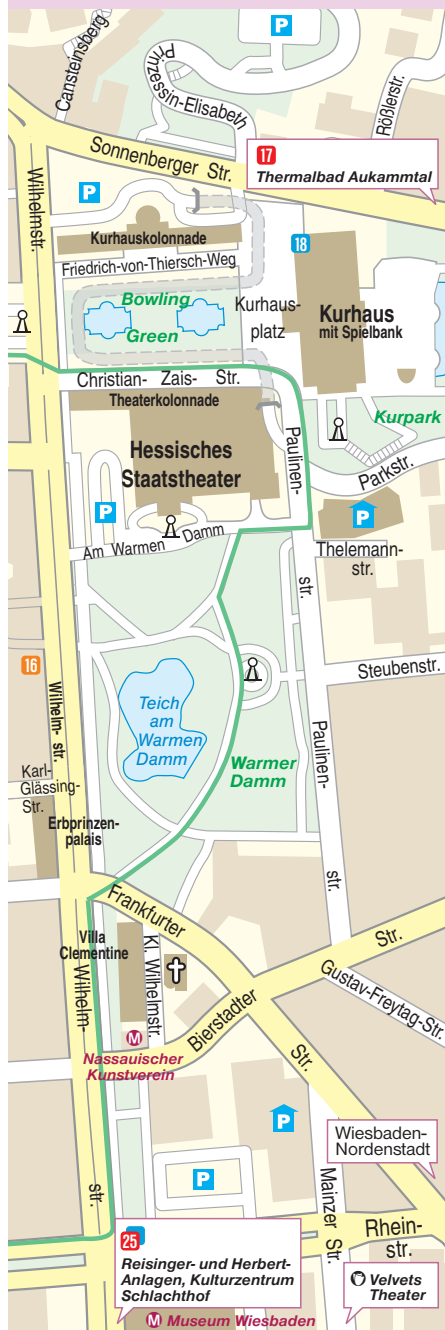 P
Cansteinsberg
Prinzessin-Elisabeth
Rößlerstr.
Sonnenberger Str.
17
Thermalbad Aukammtal
Wilhelmstr.
P
Kurhauskolonnade
18
Friedrich-von-Thiersch-Weg
Bowling
Green
Kurhaus-
platz
Kurhaus
mit Spielbank
Christian- Zais- Str.
Theaterkolonnade
Kurpark
Hessisches
Staatstheater
Paulinen-
Parkstr.
P
P
Am Warmen Damm
Thelemann-
str.
str.
16
Steubenstr.
Wilhelm- str.
Teich
am
Warmen
Damm
Paulinen-
Warmer
Damm
Karl-
Glässing-
Str.
Erbprinzen-
palais
str.
Frankfurter
Str.
Villa
Clementine
Kl. Wilhelmstr.
Wilhelm-
Bierstadter
Gustav-Freytag-Str.
M
Nassauischer
Kunstverein
Str.
P
Wiesbaden-
Nordenstadt
P
str.
Mainzer Str.
Rhein-
str.
25
Reisinger- und Herbert-
Anlagen, Kulturzentrum
Schlachthof
Velvets
Theater
M Museum Wiesbaden